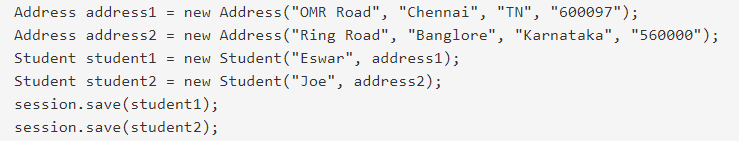 Address address1 = new Address("OMR Road", "Chennai", "TN", "600097");
Address address2 = new Address("Ring Road", "Banglore", "Karnataka", "560000");
Student student1 = new Student("Eswar", address1);
Student student2 = new Student("Joe", address2);
session.save(student1);
session.save(student2);